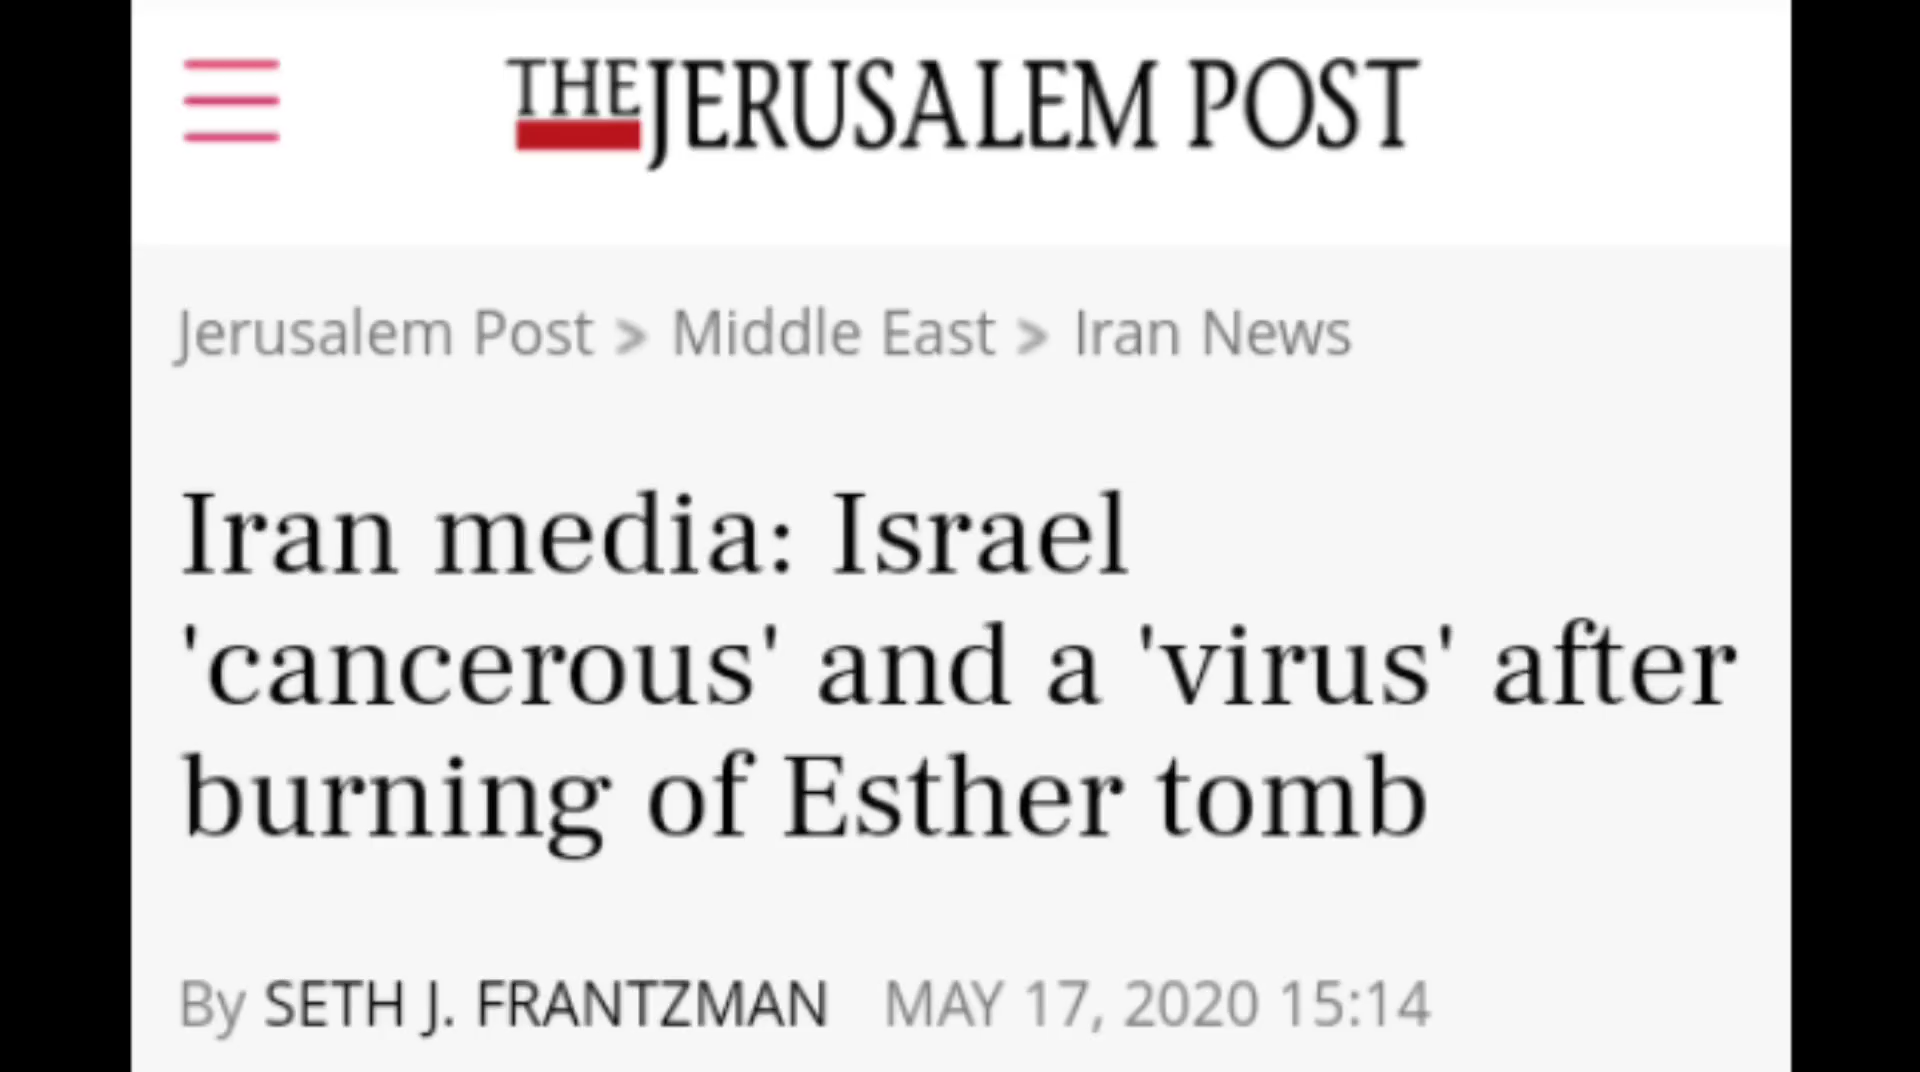 THE JERUSALEM POST
Jerusalem Post > Middle East > Iran News
Iran media: Israel
'cancerous' and a 'virus' after
burning of Esther tomb
By SETH J. FRANTZMAN MAY 17, 2020 15:14